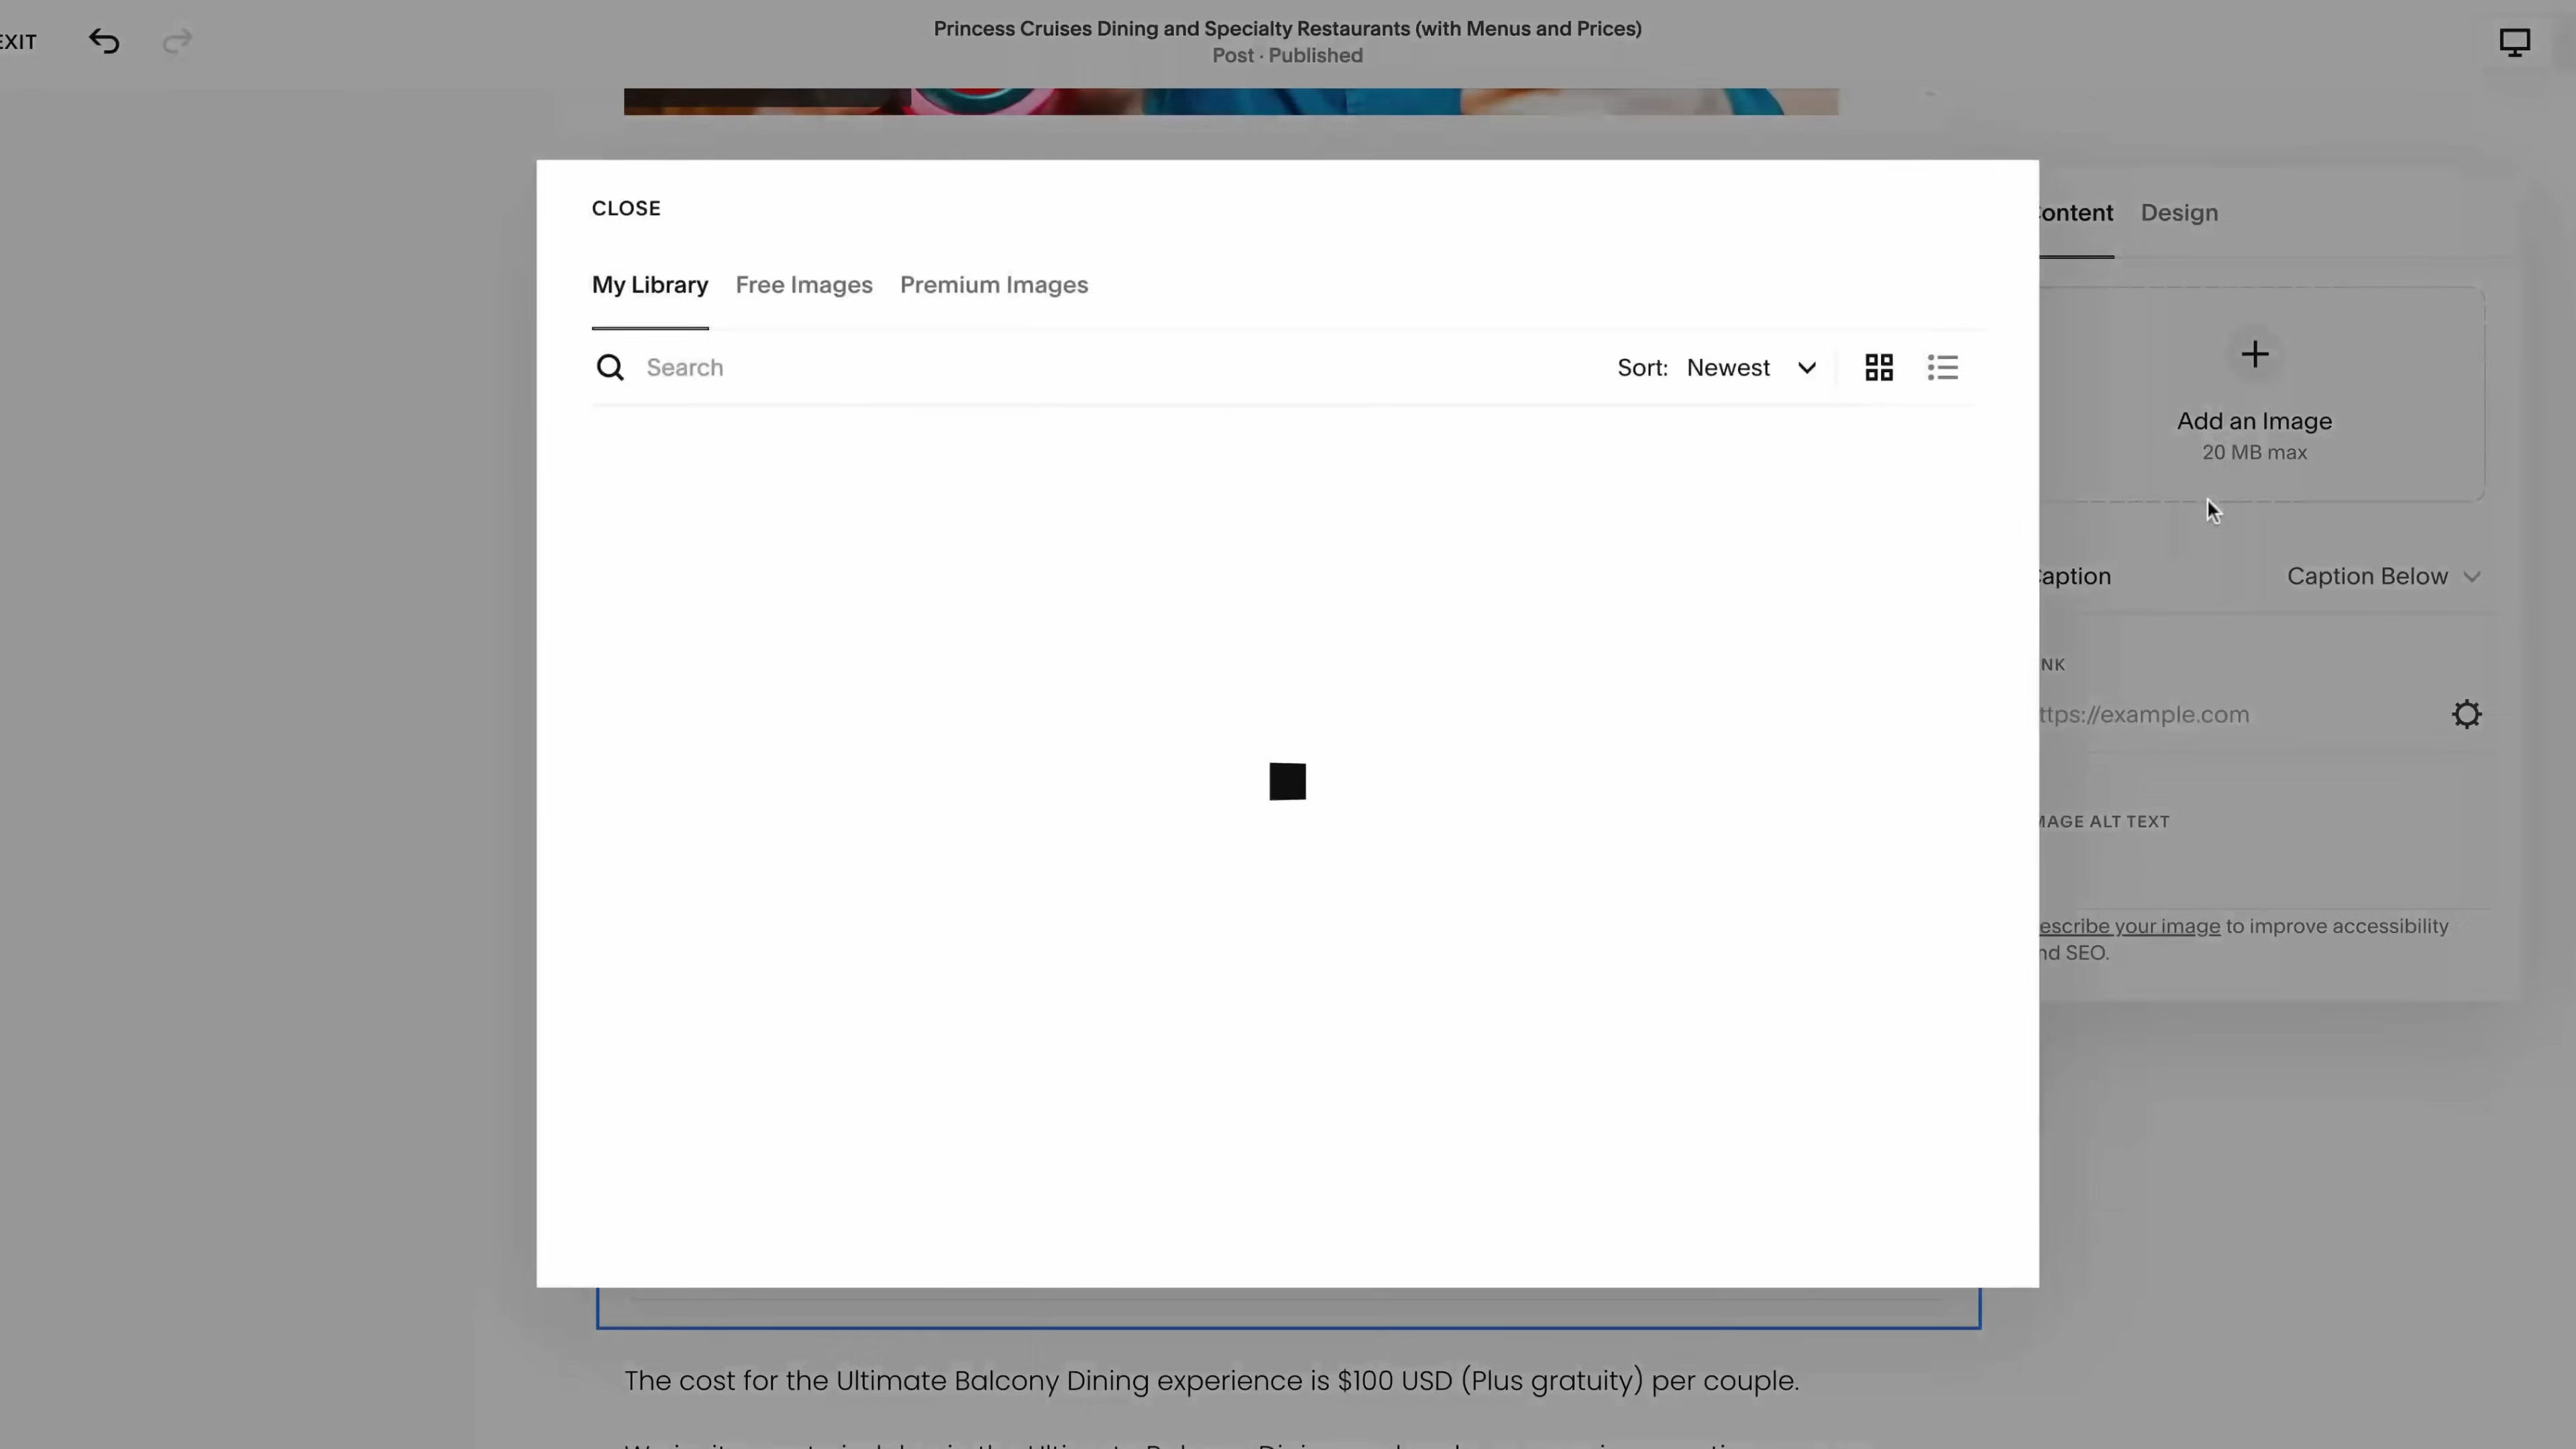 EXIT
Princess Cruises Dining and Specialty Restaurants (with Menus and Prices)
Post · Published
CLOSE
My Library Free Images Premium Images
Search
Sort: Newest
ontent Design
Add an Image
20 MB max
aption Caption Below
NK
ttps://example.com
MAGE ALT TEXT
escribe your image to improve accessibility
nd SEO.
The cost for the Ultimate Balcony Dining experience is $100 USD (Plus gratuity) per couple.